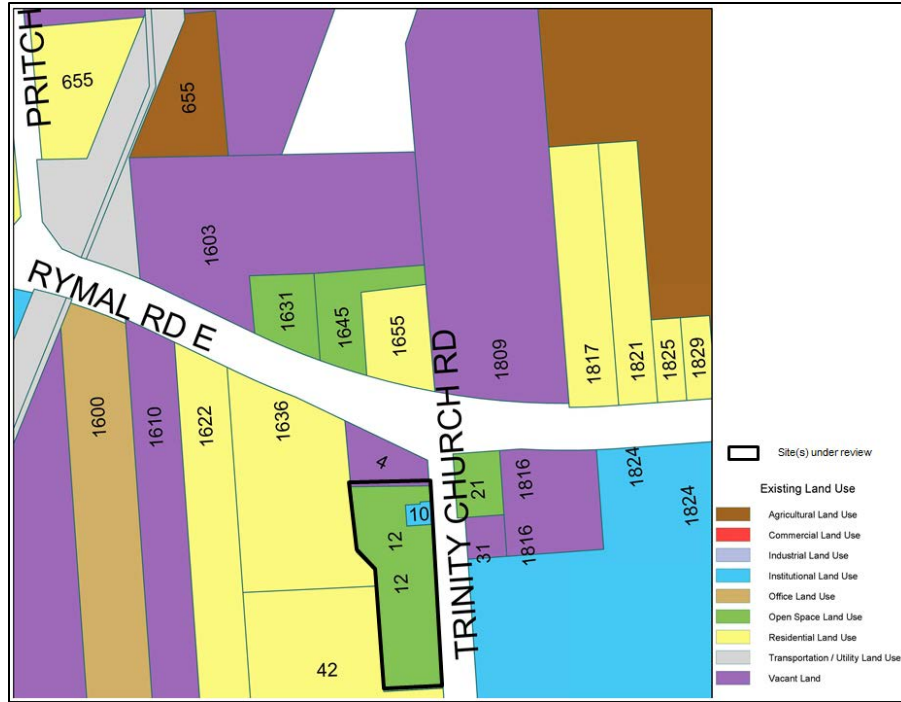 PRITCH
655
655
1603
RYMAL RD E
1631
1645
1655
1809
1817
1821
1825
1829
1600
1610
1622
1636
TRINITY CHURCH RD
4
10
12
12
21
31
1816
1816
1824
1824
42
Site(s) under review
Existing Land Use
Agricultural Land Use
Commercial Land Use
Industrial Land Use
Institutional Land Use
Office Land Use
Open Space Land Use
Residential Land Use
Transportation / Utility Land Use
Vacant Land